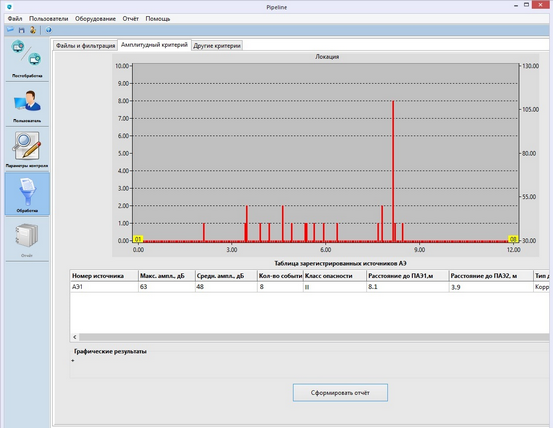 Pipeline
Файл Пользователи Оборудование Отчёт Помощь
Файлы и фильтрация Амплитудный критерий Другие критерии
Постобработка
Пользователь
Параметры контроля
Обработка
Отчёт
Локация
10.00 130.00
9.00
8.00
7.00 105.00
6.00
5.00 80.00
4.00
3.00
2.00 55.00
1.00
0.00 01 08 30.00
0.00 3.00 6.00 9.00 12.00
Таблица зарегистрированных источников АЭ
Номер источника Макс. ампл., дБ Средн. ампл., дБ Кол-во событи Класс опасности Расстояние до ПАЭ1,м Расстояние до ПАЭ2, м Тип д
АЭ1 63 48 8 II 8.1 3.9 Корр
Графические результаты
Сформировать отчёт